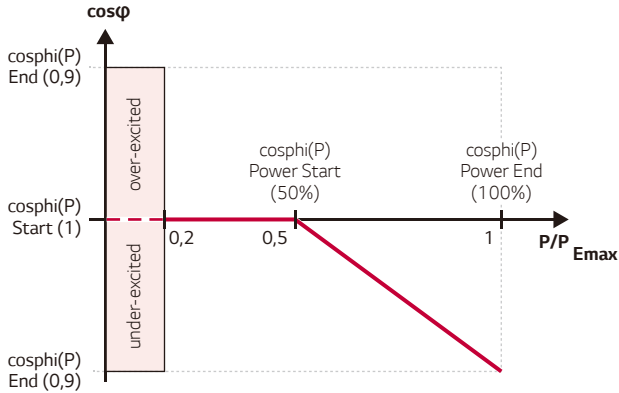 cosφ
cosphi(P)
End (0,9)
over-excited
cosphi(P)
Power Start
(50%)
cosphi(P)
Power End
(100%)
cosphi(P)
Start (1)
0,2
0,5
1
P/P Emax
under-excited
cosphi(P)
End (0,9)